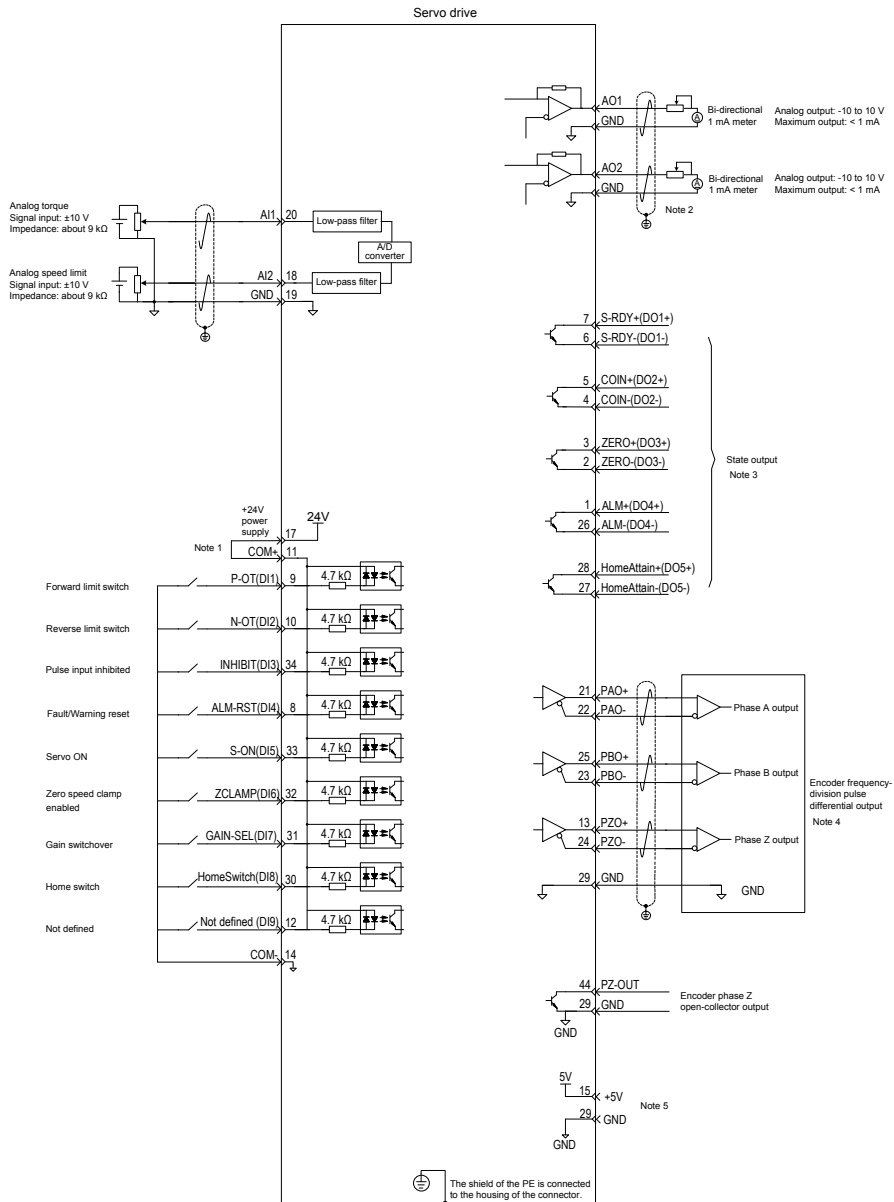 Servo drive
AO1
GND
Bi-directional
1 mA meter
A
Analog output: -10 to 10 V
Maximum output: < 1 mA
AO2
GND
Bi-directional
1 mA meter
A
Analog output: -10 to 10 V
Maximum output: < 1 mA
Note 2
Analog torque
Signal input: ±10 V
Impedance: about 9 kΩ
AI1
20
Low-pass filter
A/D
converter
Analog speed limit
Signal input: ±10 V
Impedance: about 9 kΩ
AI2
18
Low-pass filter
GND
19
7 S-RDY+(DO1+)
6 S-RDY-(DO1-)
5 COIN+(DO2+)
4 COIN-(DO2-)
3 ZERO+(DO3+)
2 ZERO-(DO3-)
1 ALM+(DO4+)
26 ALM-(DO4-)
28 HomeAttain+(DO5+)
27 HomeAttain-(DO5-)
State output
Note 3
+24V
power
supply
17
24V
Note 1
COM+
11
Forward limit switch
P-OT(DI1) 9 4.7 kΩ
Reverse limit switch
N-OT(DI2) 10 4.7 kΩ
Pulse input inhibited
INHIBIT(DI3) 34 4.7 kΩ
Fault/Warning reset
ALM-RST(DI4) 8 4.7 kΩ
Servo ON
S-ON(DI5) 33 4.7 kΩ
Zero speed clamp
enabled
ZCLAMP(DI6) 32 4.7 kΩ
Gain switchover
GAIN-SEL(DI7) 31 4.7 kΩ
Home switch
HomeSwitch(DI8) 30 4.7 kΩ
Not defined
Not defined (DI9) 12 4.7 kΩ
COM- 14
21 PAO+
22 PAO-
Phase A output
25 PBO+
23 PBO-
Phase B output
13 PZO+
24 PZO-
Phase Z output
29 GND
GND
Encoder frequency-
division pulse
differential output
Note 4
44 PZ-OUT
29 GND
GND
Encoder phase Z
open-collector output
5V
15 +5V
Note 5
29 GND
GND
The shield of the PE is connected
to the housing of the connector.